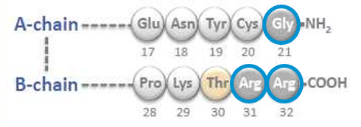 A-chain Glu Asn Tyr Cys Gly NH2
17 18 19 20 21
B-chain Pro Lys Thr Arg Arg COOH
28 29 30 31 32